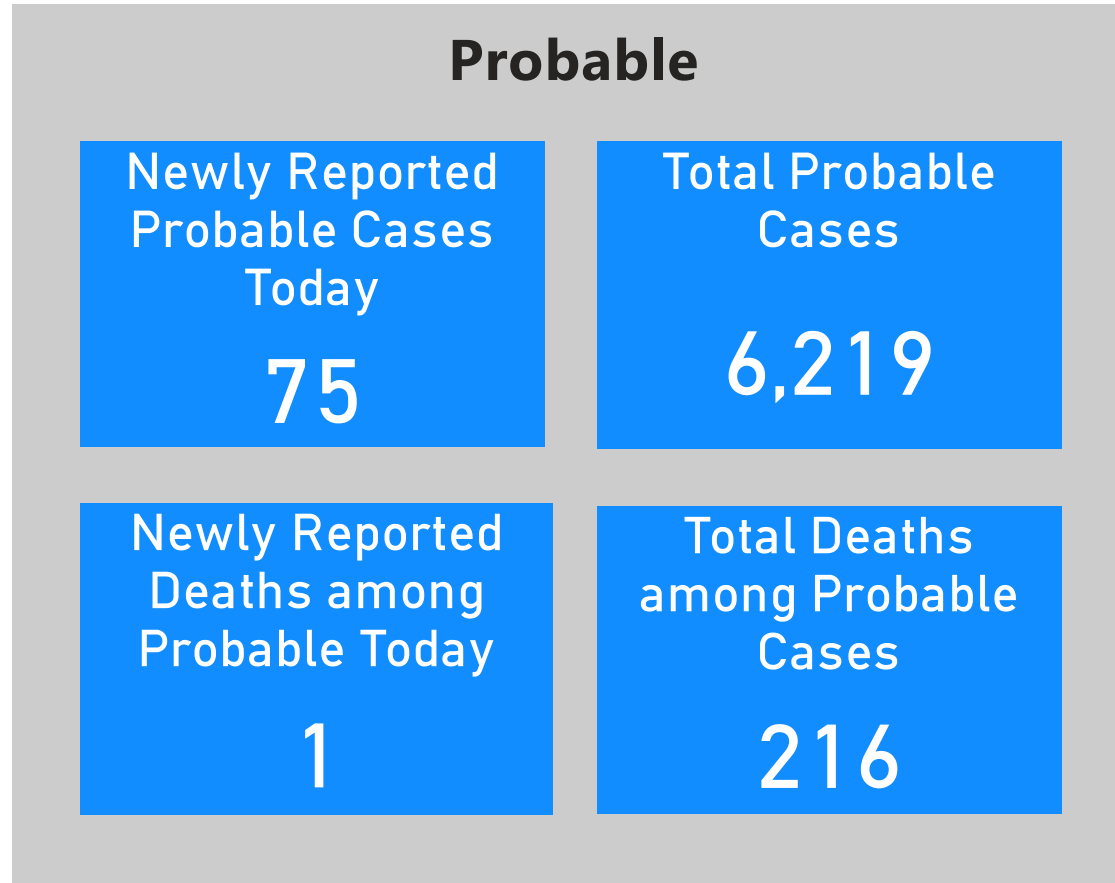 Probable
Newly Reported
Probable Cases
Today
75
Total Probable
Cases
6,219
Newly Reported
Deaths among
Probable Today
1
Total Deaths
among Probable
Cases
216